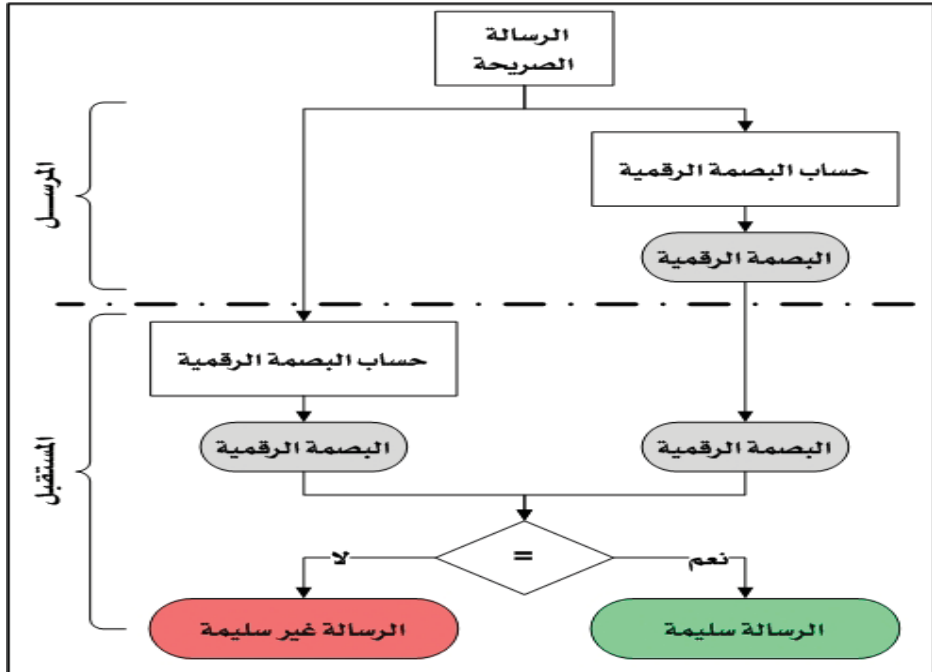 الرسالة
الصريحة
المرســل
حساب البصمة الرقمية
البصمة الرقمية
المستقبل
حساب البصمة الرقمية
البصمة الرقمية
البصمة الرقمية
=
نعم
لا
الرسالة سليمة
الرسالة غير سليمة